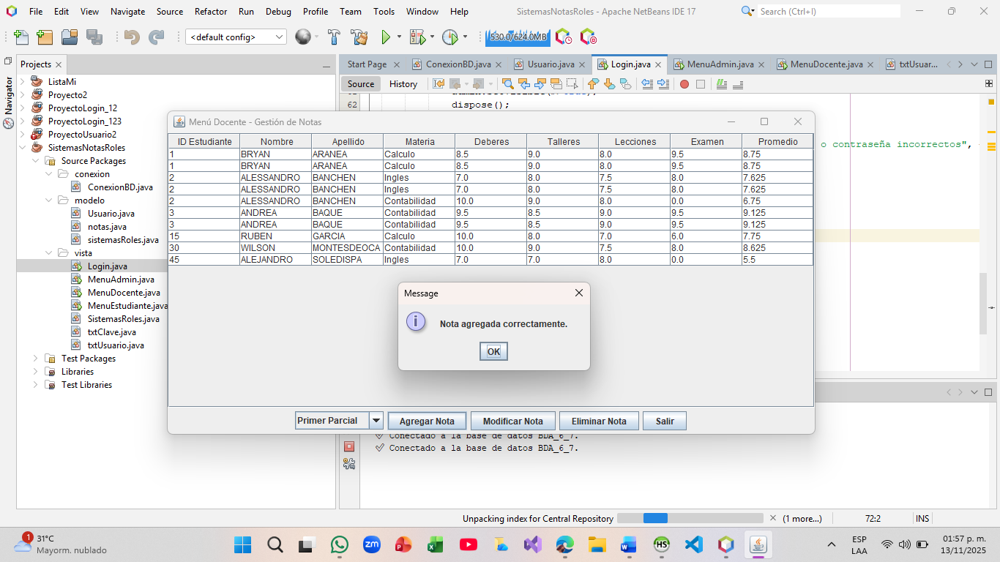 File Edit View Navigate Source Refactor Run Debug Profile Team Tools Window Help SistemasNotasRoles - Apache NetBeans IDE 17 Search (Ctrl+I)
<default config> 530.0/624.0MB
Projects
Start Page ConexionBD.java Usuario.java Login.java MenuAdmin.java MenuDocente.java txtUsuar...
Source History
Navigator
ListaMi
Proyecto2
ProyectoLogin_12
ProyectoLogin_123
ProyectoUsuario2
SistemasNotasRoles
Source Packages
conexion
ConexionBD.java
modelo
Usuario.java
notas.java
sistemasRoles.java
vista
Login.java
MenuAdmin.java
MenuDocente.java
MenuEstudiante.java
SistemasRoles.java
txtClave.java
txtUsuario.java
Test Packages
Libraries
Test Libraries
62 dispose();
o contraseña incorrectos",
Menú Docente - Gestión de Notas
ID Estudiante Nombre Apellido Materia Deberes Talleres Lecciones Examen Promedio
1 BRYAN ARANEA Calculo 8.5 9.0 8.0 9.5 8.75
1 BRYAN ARANEA Calculo 8.5 9.0 8.0 9.5 8.75
2 ALESSANDRO BANCHEN Ingles 7.0 8.0 7.5 8.0 7.625
2 ALESSANDRO BANCHEN Ingles 7.0 8.0 7.5 8.0 7.625
2 ALESSANDRO BANCHEN Contabilidad 10.0 9.0 8.0 0.0 6.75
3 ANDREA BAQUE Contabilidad 9.5 8.5 9.0 9.5 9.125
3 ANDREA BAQUE Contabilidad 9.5 8.5 9.0 9.5 9.125
15 RUBEN GARCIA Calculo 10.0 8.0 7.0 6.0 7.75
30 WILSON MONTESDEOCA Contabilidad 10.0 9.0 7.5 8.0 8.625
45 ALEJANDRO SOLEDISPA Ingles 7.0 7.0 8.0 0.0 5.5
Message
Nota agregada correctamente.
OK
Primer Parcial Agregar Nota Modificar Nota Eliminar Nota Salir
Conectado a la base de datos BDA_6_7.
Conectado a la base de datos BDA_6_7.
Unpacking index for Central Repository (1 more...) 72:2 INS
1
31°C
Mayorm. nublado
zm
HS
ESP
LAA
01:57 p. m.
13/11/2025